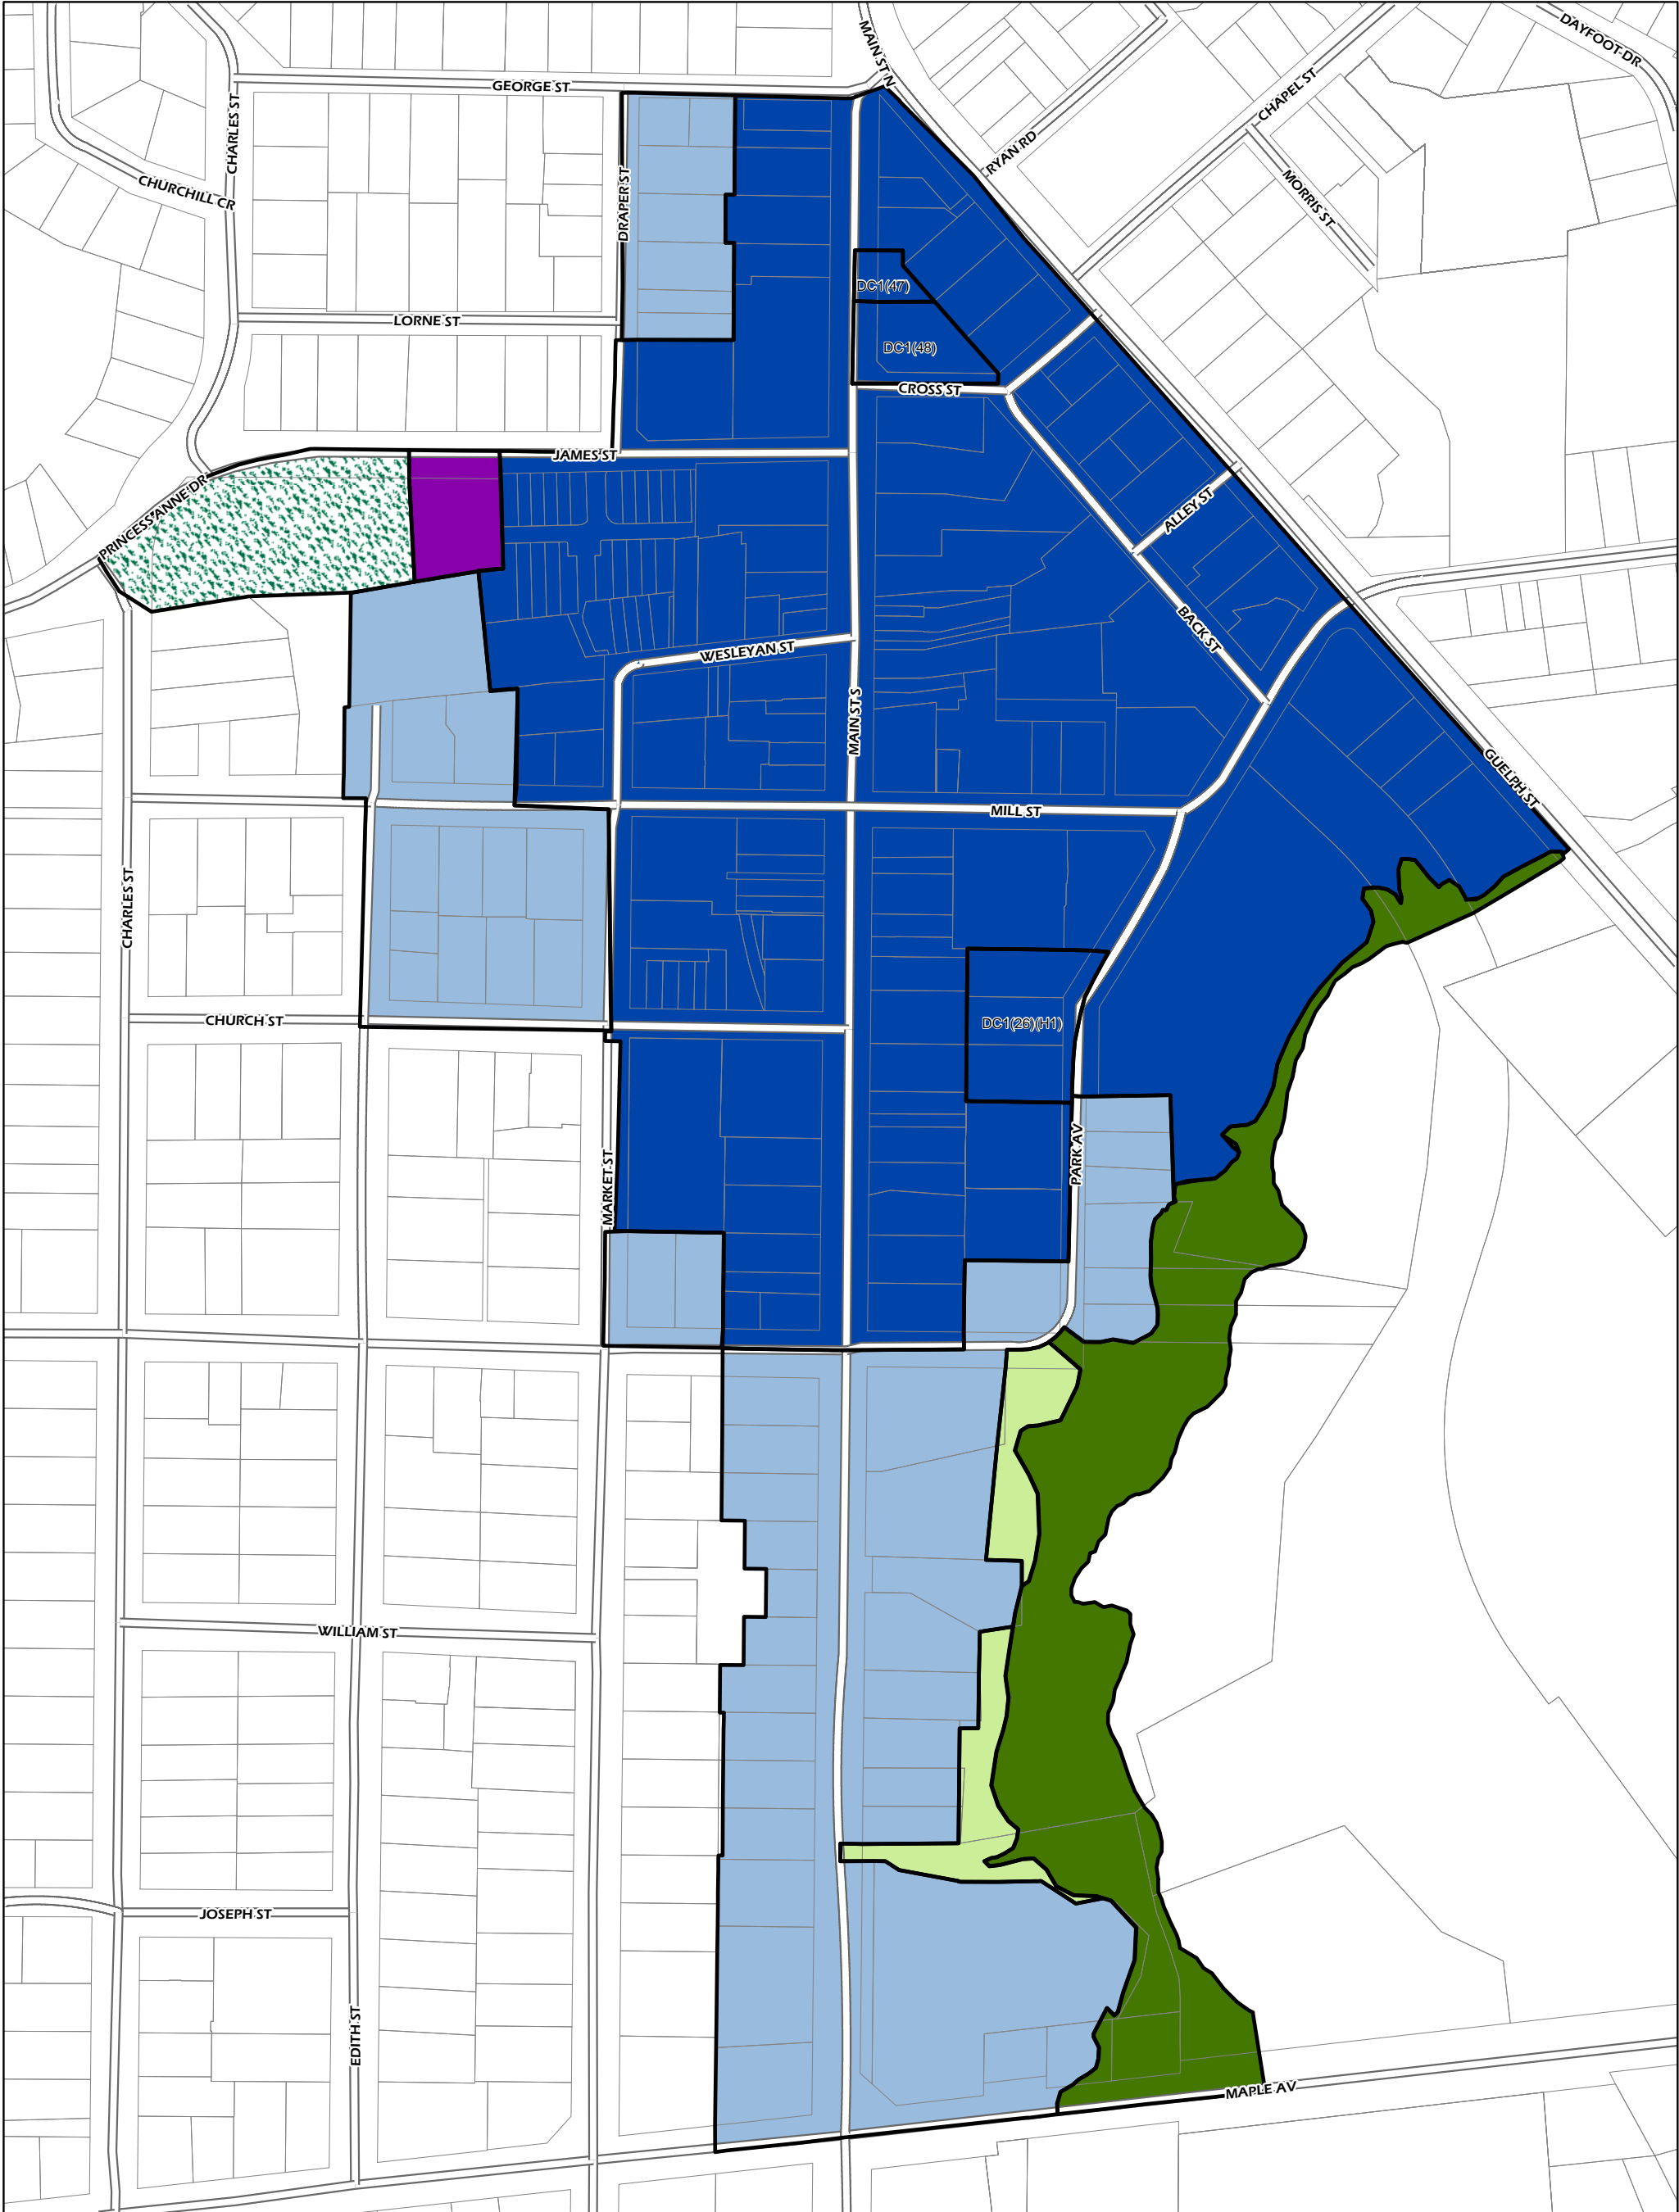 DAYFOOT DR
MAIN ST N
GEORGE ST
CHAPEL ST
CHARLES ST
RYAN RD
CHURCHILL CR
DRAPER ST
MORRIS ST
DC1(47)
LORNE ST
DC1(48)
CROSS ST
JAMES ST
PRINCESS ANNE DR
ALLEY ST
BACK ST
WESLEYAN ST
MAIN ST S
GUELPH ST
MILL ST
CHARLES ST
CHURCH ST
DC1(26)(H1)
PARK AV
MARKET ST
WILLIAM ST
JOSEPH ST
EDITH ST
MAPLE AV